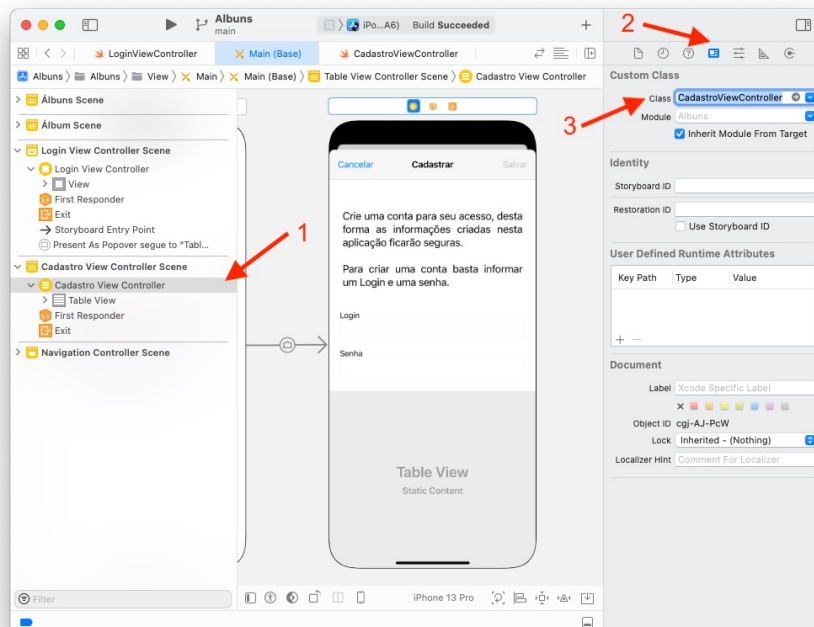 Albuns
main
iPo...A6)
Build Succeeded
2
LoginViewController
Main (Base)
CadastroViewController
Albuns
Albuns
View
Main
Main (Base)
Table View Controller Scene
Cadastro View Controller
Álbuns Scene
Álbum Scene
Login View Controller Scene
Login View Controller
View
First Responder
Exit
Storyboard Entry Point
Present As Popover segue to "Tabl...
1
Cadastro View Controller Scene
Cadastro View Controller
Table View
First Responder
Exit
Navigation Controller Scene
Filter
Cancelar
Cadastrar
Salvar
Crie uma conta para seu acesso, desta
forma as informações criadas nesta
aplicação ficarão seguras.
Para criar uma conta basta informar
um Login e uma senha.
Login
Senha
Table View
Static Content
iPhone 13 Pro
Custom Class
3
Class CadastroViewController
Module Albuns
Inherit Module From Target
Identity
Storyboard ID
Restoration ID
Use Storyboard ID
User Defined Runtime Attributes
Key Path Type Value
Document
Label Xcode Specific Label
Object ID cgj-AJ-PcW
Lock Inherited - (Nothing)
Localizer Hint Comment For Localizer